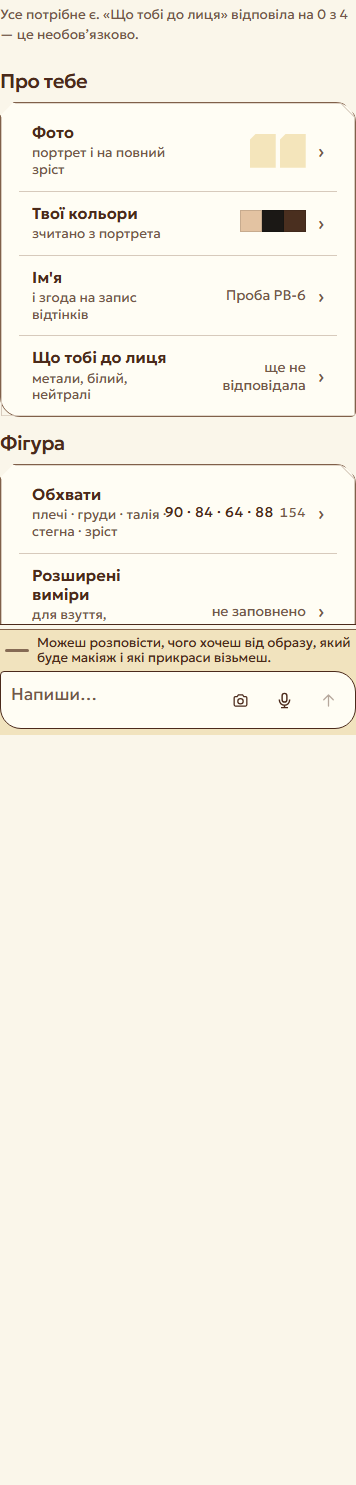 Усе потрібне є. «Що тобі до лиця» відповіла на 0 з 4
— це необов’язково.
Про тебе
Фото
портрет і на повний
зріст
Твої кольори
зчитано з портрета
Ім'я
і згода на запис
відтінків
Проба РВ-6
Що тобі до лиця
метали, білий,
нейтралі
ще не
відповідала
Фігура
Обхвати
плечі · груди · талія ·
стегна · зріст
90 · 84 · 64 · 88 154
Розширені
виміри
для взуття,
не заповнено
Можеш розповісти, чого хочеш від образу, який
буде макіяж і які прикраси візьмеш.
Напиши...